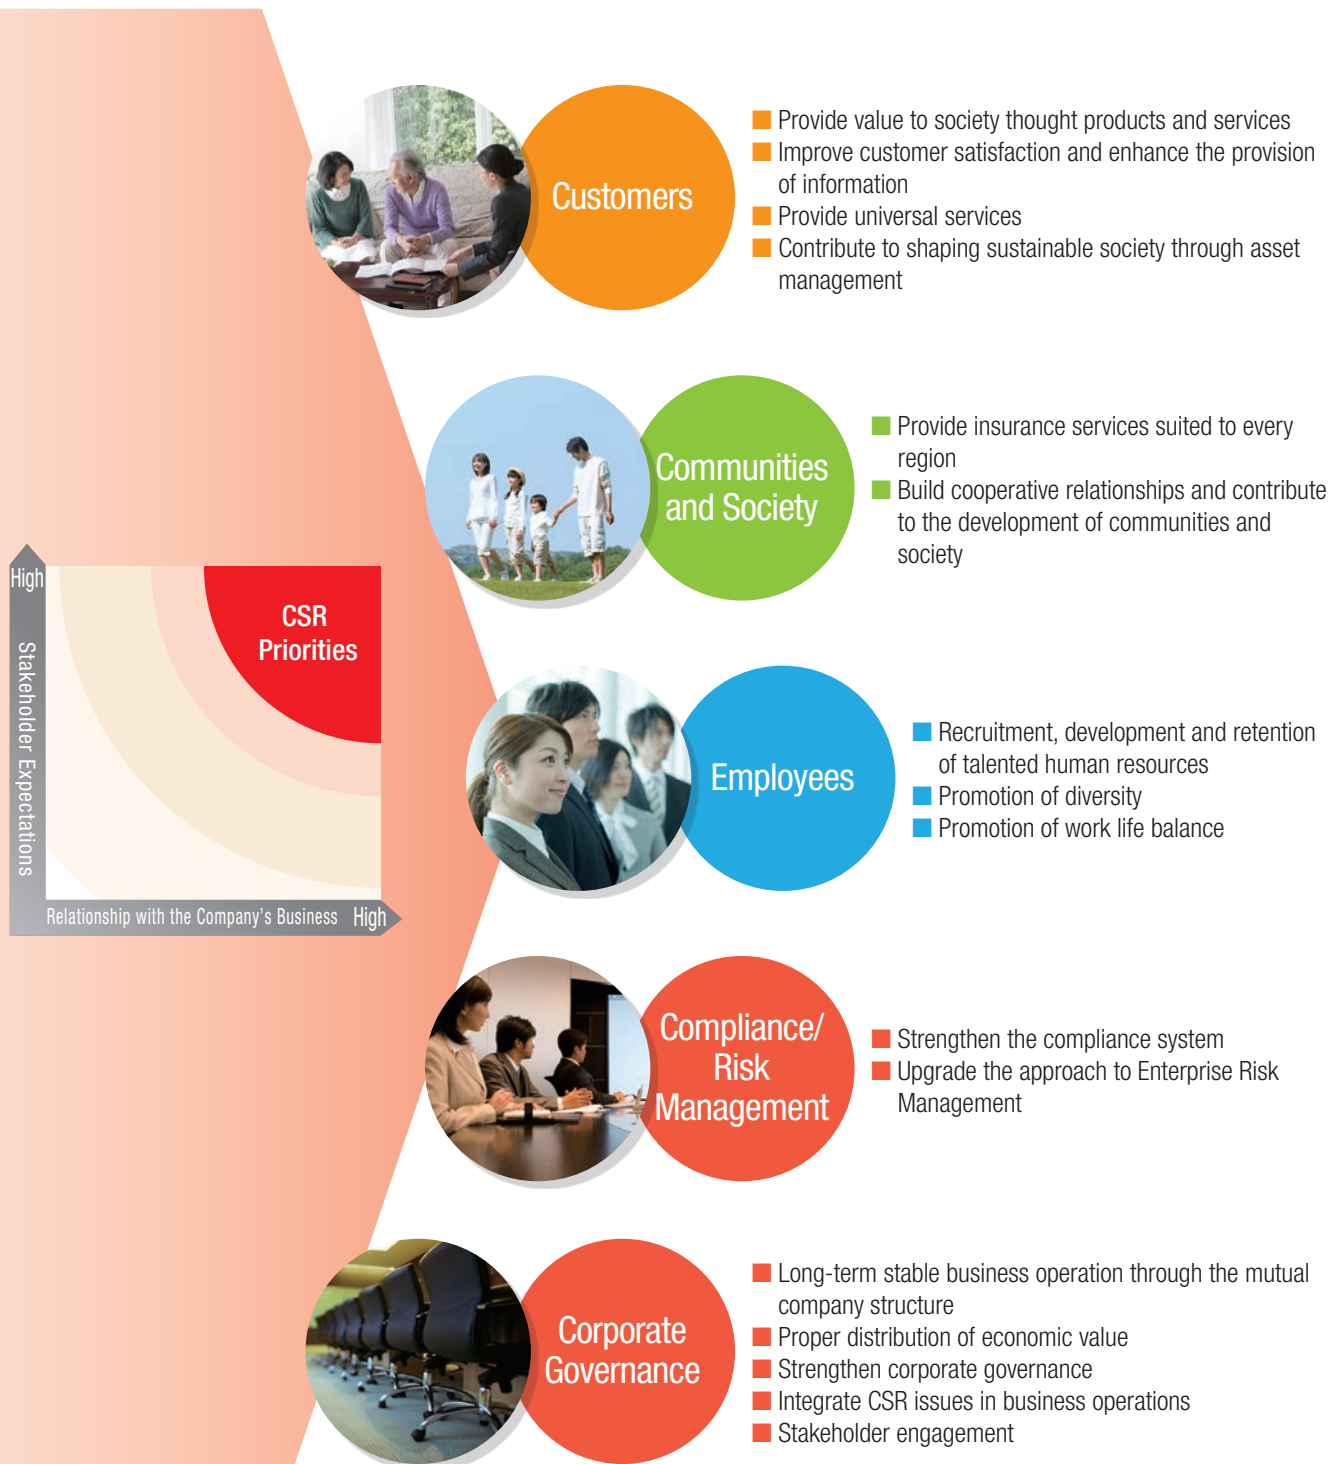 Customers
Provide value to society thought products and services
Improve customer satisfaction and enhance the provision
of information
Provide universal services
Contribute to shaping sustainable society through asset
management
Communities
and Society
Provide insurance services suited to every
region
Build cooperative relationships and contribute
to the development of communities and
society
High
Stakeholder Expectations
CSR
Priorities
Relationship with the Company's Business High
Employees
Recruitment, development and retention
of talented human resources
Promotion of diversity
Promotion of work life balance
Compliance/
Risk
Management
Strengthen the compliance system
Upgrade the approach to Enterprise Risk
Management
Corporate
Governance
Long-term stable business operation through the mutual
company structure
Proper distribution of economic value
Strengthen corporate governance
Integrate CSR issues in business operations
Stakeholder engagement